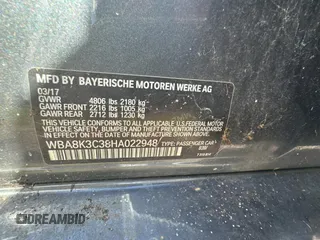 MFD BY BAYERISCHE MOTOREN WERKE AG
03/17
GVWR 4806 lbs 2180 kg
GAWR FRONT 2216 lbs 1005 kg
GAWR REAR 2712 lbs 1230 kg
THIS VEHICLE CONFORMS TO ALL APPLICABLE U.S.FEDERAL MOTOR
VEHICLE SAFETY, BUMPER, AND THEFT PREVENTION STANDARDS
IN EFFECT ON THE DATE OF MANUFACTURE SHOWN ABOVE.
WBA8K3C38HA022948 TYPE: PASSENGER CAR
©DRIVEANDBID